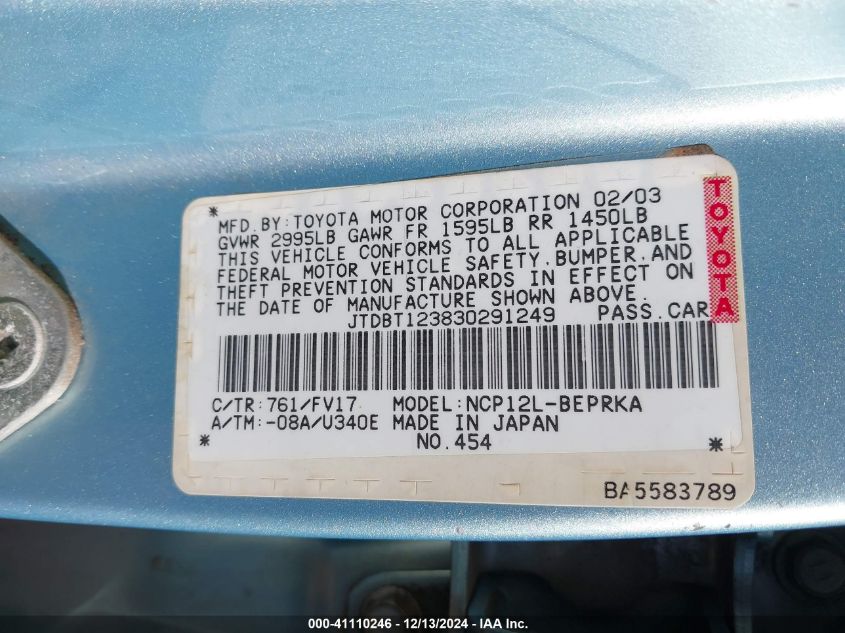 * MFD.BY:TOYOTA MOTOR CORPORATION 02/03
GVWR 2995LB GAWR FR 1595LB RR 1450LB
THIS VEHICLE CONFORMS TO ALL APPLICABLE
FEDERAL MOTOR VEHICLE SAFETY,BUMPER,AND
THEFT PREVENTION STANDARDS IN EFFECT ON
THE DATE OF MANUFACTURE SHOWN ABOVE.
JTDBT123830291249 PASS.CAR
TOYOTA
C/TR:761/FV17 MODEL:NCP12L-BEPRKA
A/TM:-08A/U340E MADE IN JAPAN
* NO.454 *
BA5583789
000-41110246 - 12/13/2024 - IAA Inc.